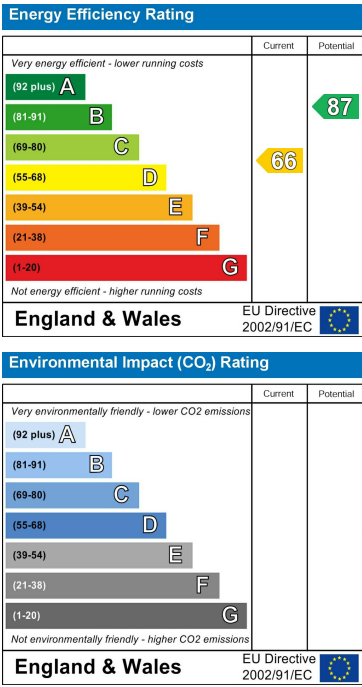 Energy Efficiency Rating
Current Potential
Very energy efficient - lower running costs
(92 plus) A
(81-91) B
87
(69-80) C
66
(55-68) D
(39-54) E
(21-38) F
(1-20) G
Not energy efficient - higher running costs
England & Wales
EU Directive
2002/91/EC
Environmental Impact (CO₂) Rating
Current Potential
Very environmentally friendly - lower CO2 emissions
(92 plus) A
(81-91) B
(69-80) C
(55-68) D
(39-54) E
(21-38) F
(1-20) G
Not environmentally friendly - higher CO2 emissions
England & Wales
EU Directive
2002/91/EC